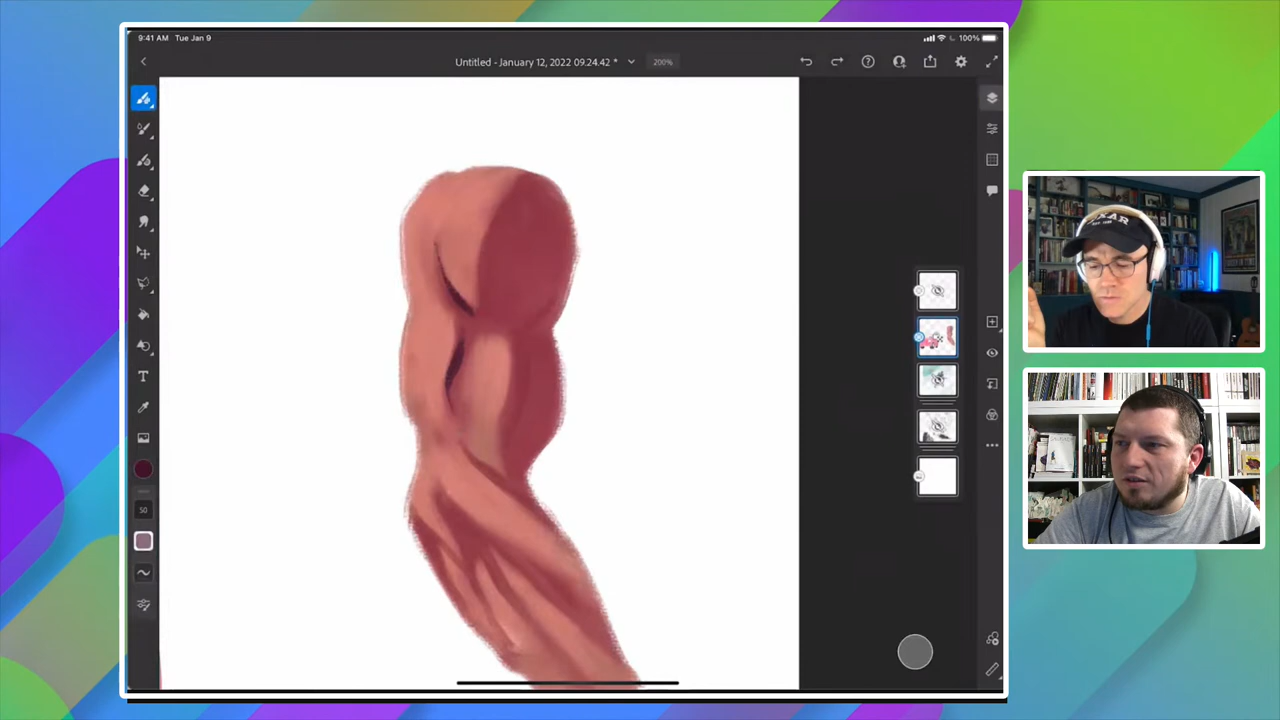 9:41 AM Tue Jan 9
100%
Untitled - January 12, 2022 09.24.42 *
200%
T
50